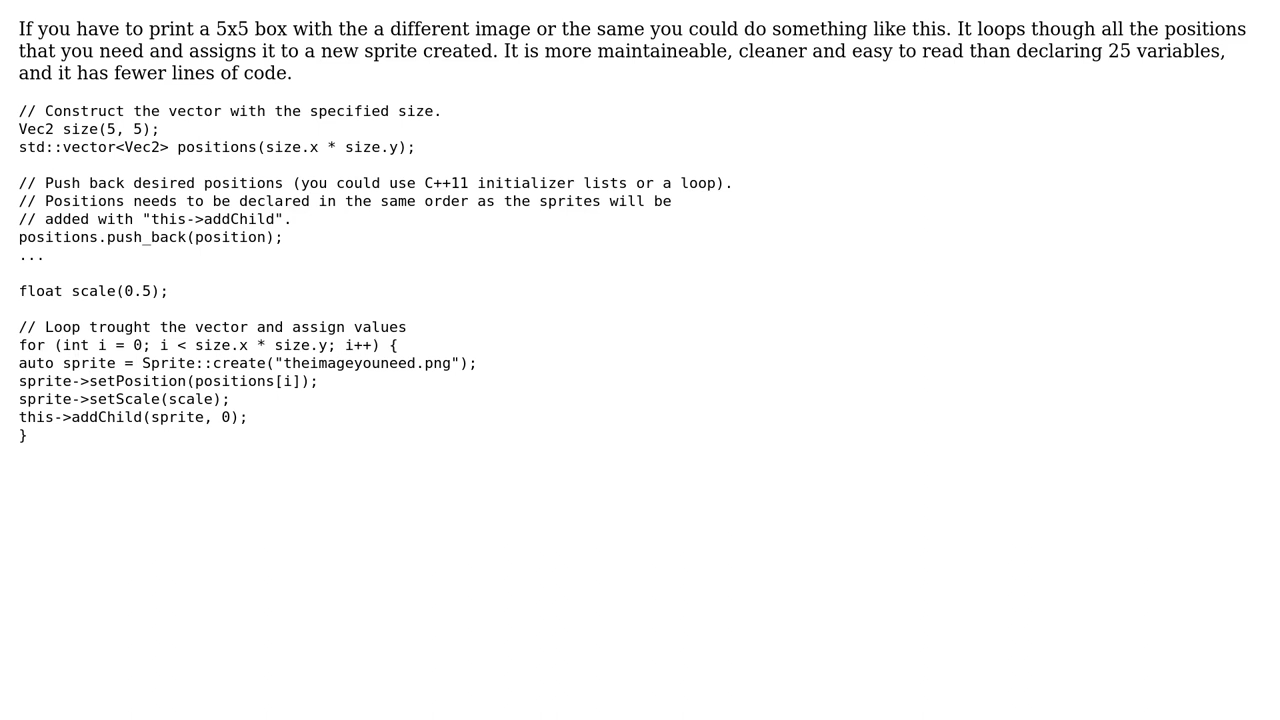 If you have to print a 5x5 box with the a different image or the same you could do something like this. It loops though all the positions
that you need and assigns it to a new sprite created. It is more maintaineable, cleaner and easy to read than declaring 25 variables,
and it has fewer lines of code.
// Construct the vector with the specified size.
Vec2 size(5, 5);
std::vector<Vec2> positions(size.x * size.y);
// Push back desired positions (you could use C++11 initializer lists or a loop).
// Positions needs to be declared in the same order as the sprites will be
// added with "this->addChild".
positions.push_back(position);
...
float scale(0.5);
// Loop trought the vector and assign values
for (int i = 0; i < size.x * size.y; i++) {
auto sprite = Sprite::create("theimageyouneed.png");
sprite->setPosition(positions[i]);
sprite->setScale(scale);
this->addChild(sprite, 0);
}